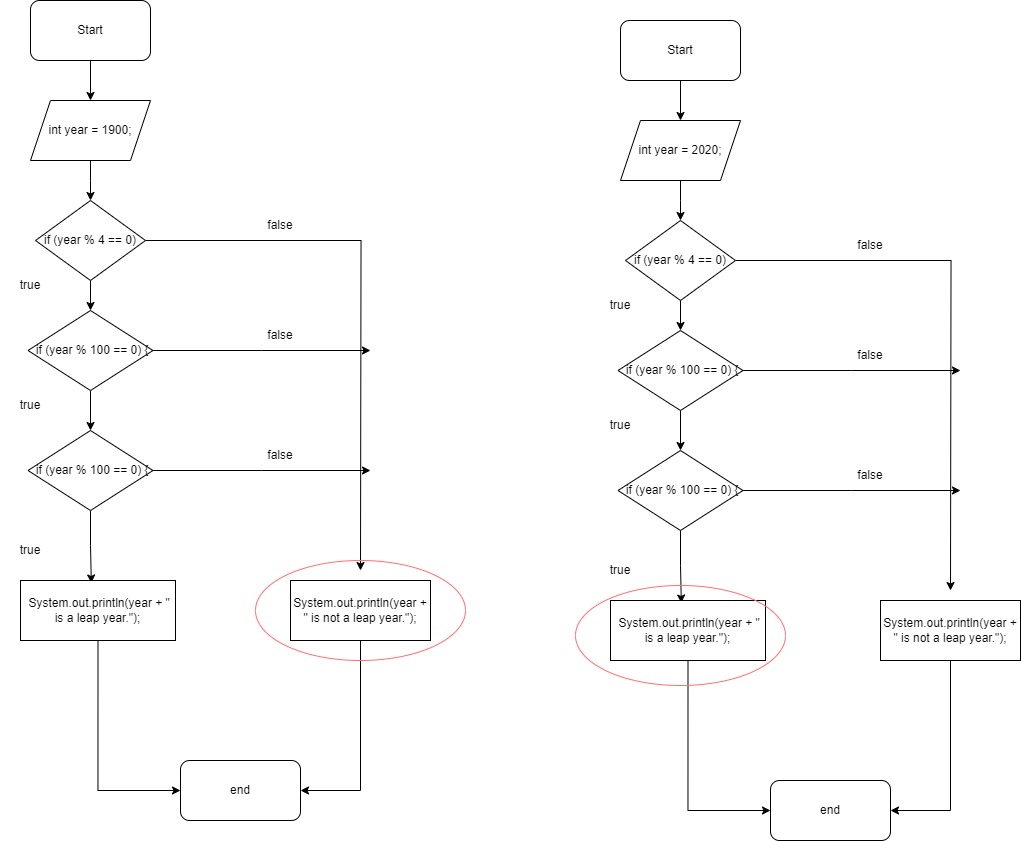 Start
int year = 1900;
if (year % 4 == 0)
false
true
if (year % 100 == 0) {
false
true
if (year % 100 == 0) {
false
true
System.out.println(year + "
is a leap year.");
System.out.println(year +
" is not a leap year.");
end
Start
int year = 2020;
if (year % 4 == 0)
false
true
if (year % 100 == 0) {
false
true
if (year % 100 == 0) {
false
true
System.out.println(year + "
is a leap year.");
System.out.println(year +
" is not a leap year.");
end